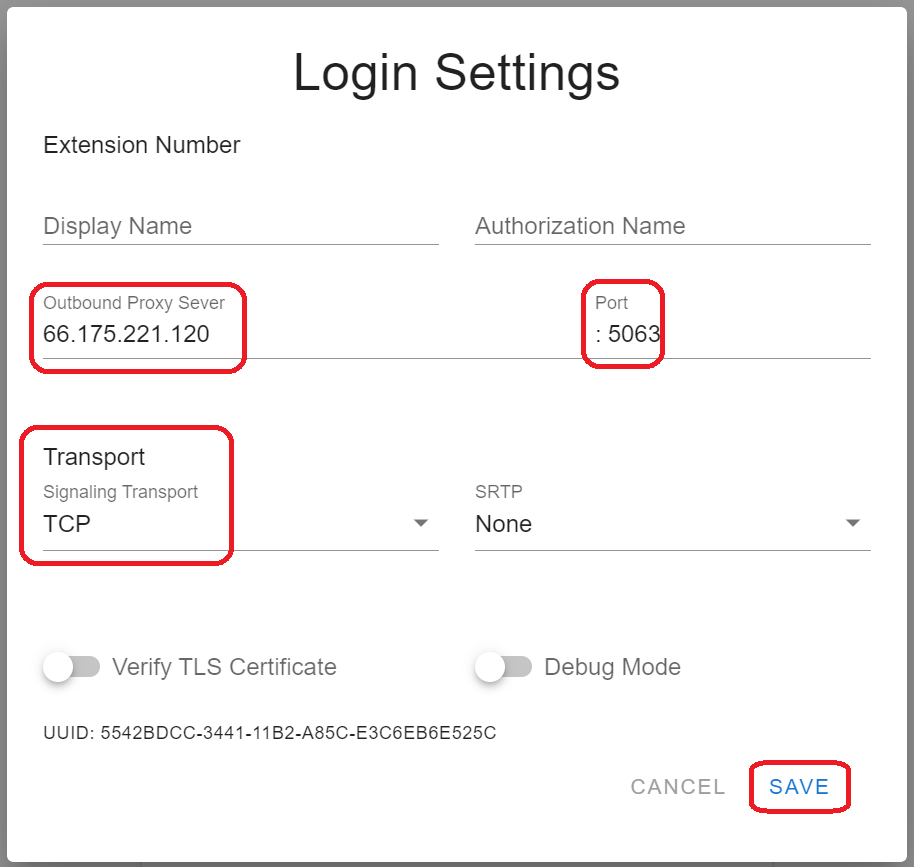 Login Settings
Extension Number
Display Name Authorization Name
Outbound Proxy Sever Port
66.175.221.120 : 5063
Transport
Signaling Transport SRTP
TCP None
Verify TLS Certificate Debug Mode
UUID: 5542BDCC-3441-11B2-A85C-E3C6EB6E525C
CANCEL SAVE